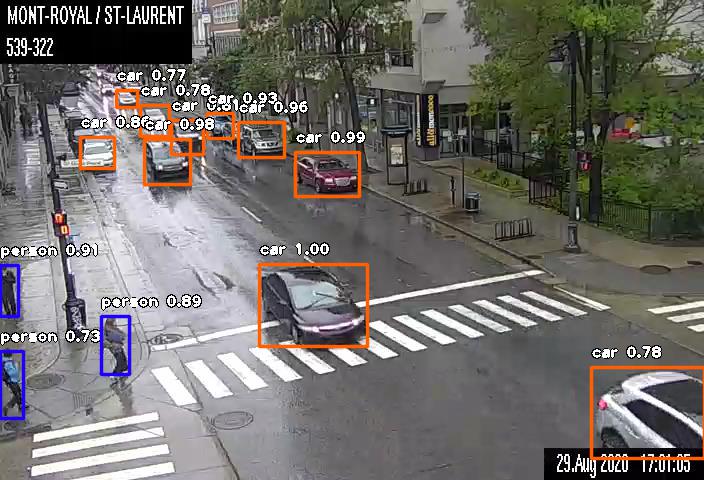 MONT-ROYAL / ST-LAURENT
539-322
car 0.77
car 0.78
car 0.93
car 0.96
car 0.86
car 0.98
car 0.99
person 0.91
car 1.00
person 0.89
person 0.73
car 0.78
29.Aug 2020 17:01:05